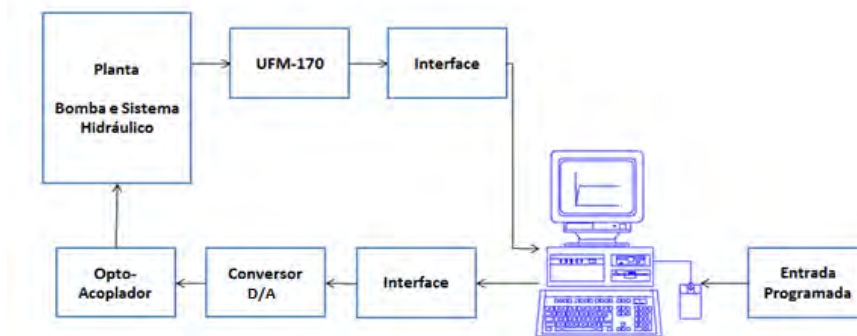 Planta
Bomba e Sistema
Hidráulico
UFM-170
Interface
Opto-
Acoplador
Conversor
D/A
Interface
Entrada
Programada